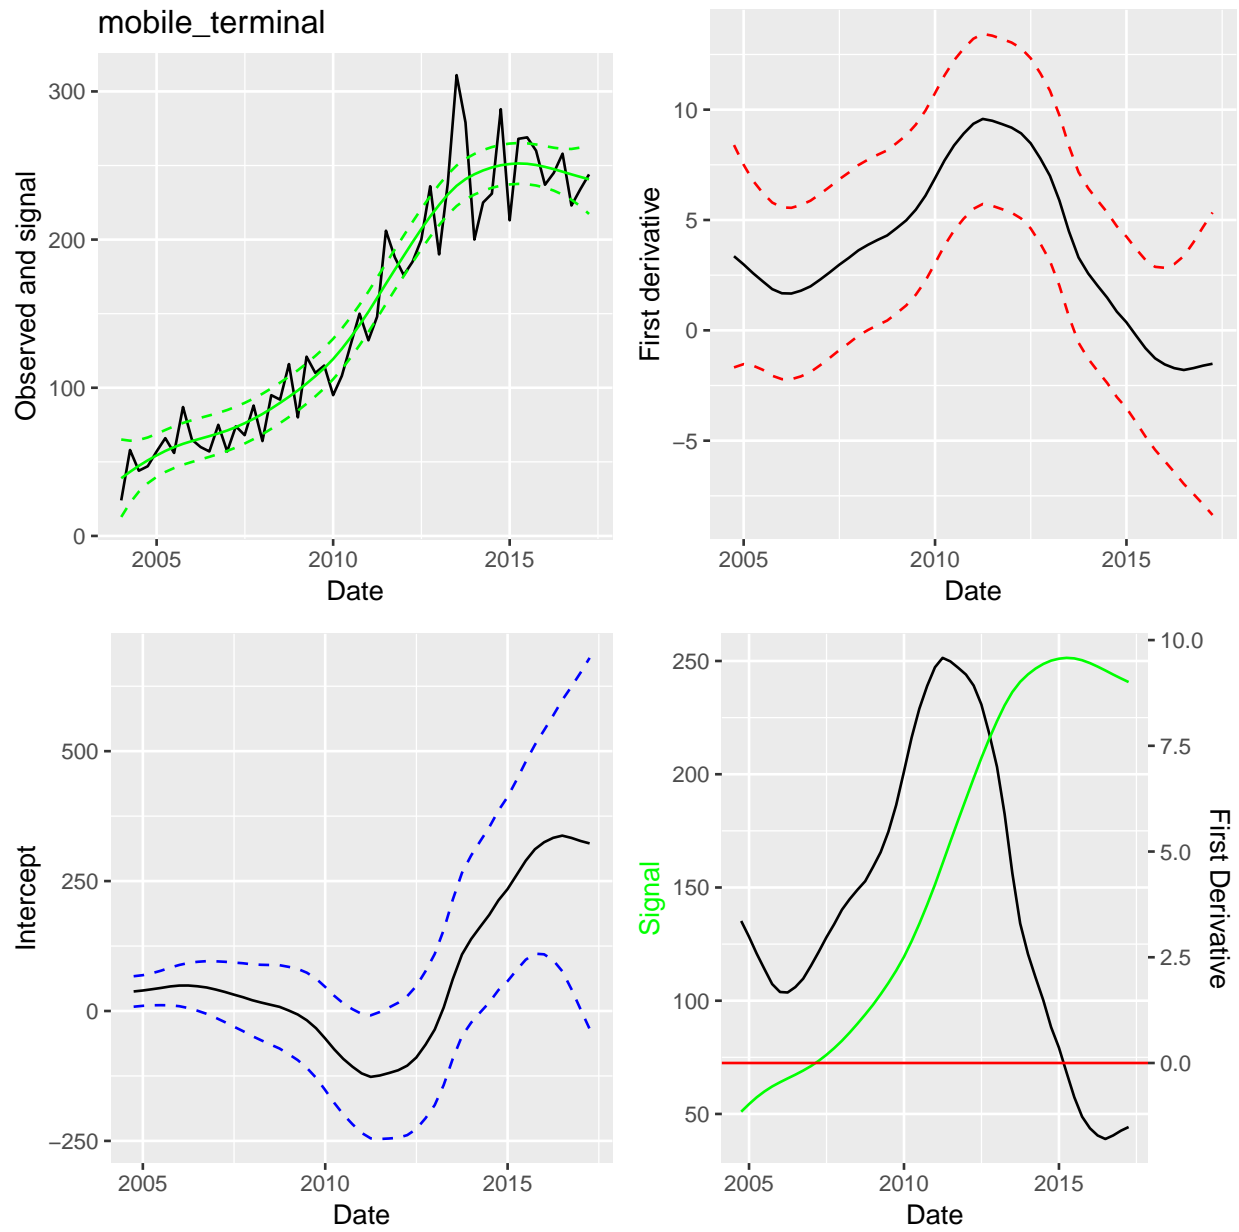 mobile_terminal
Observed and signal
300
200
100
0
2005 2010 2015
Date
First derivative
10
5
0
−5
2005 2010 2015
Date
Intercept
500
250
0
−250
2005 2010 2015
Date
Signal
250
200
150
100
50
10.0
7.5
5.0
2.5
0.0
First Derivative
2005 2010 2015
Date